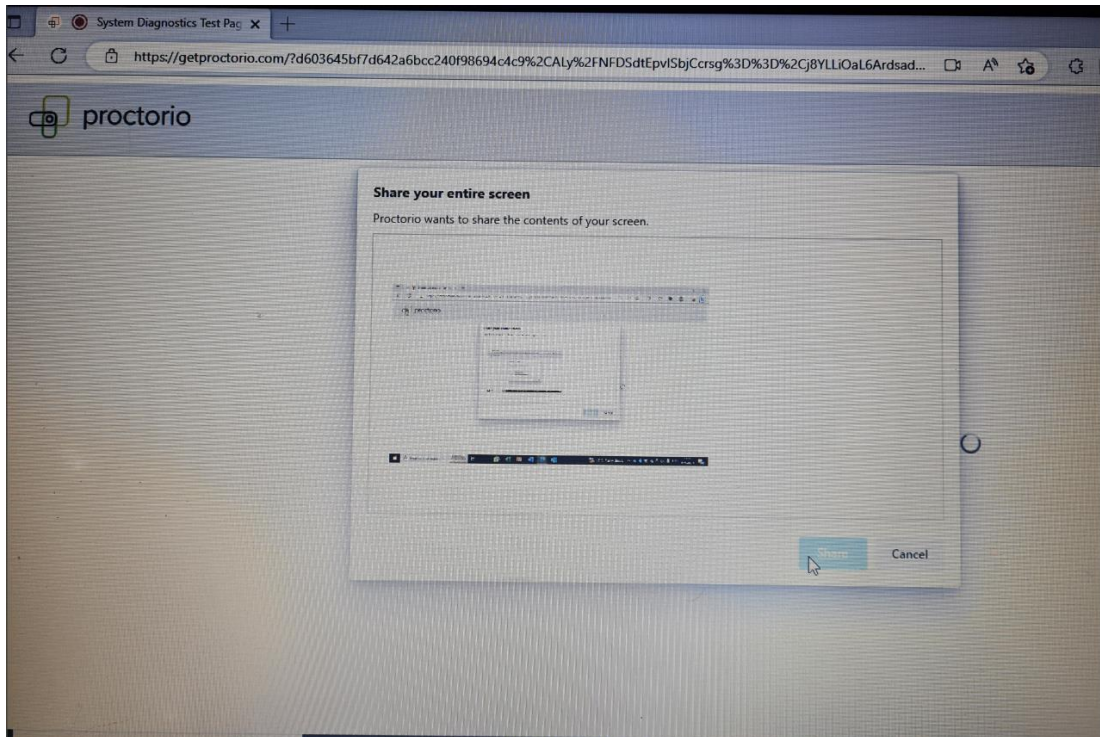 System Diagnostics Test Pag
https://getproctorio.com/?d603645bf7d642a6bcc240f98694c4c9%2CALy%2FNFDSdtEpvlSbjCcrsg%3D%3D%2Cj8YLLiOaL6Ardsad...
proctorio
Share your entire screen
Proctorio wants to share the contents of your screen.
proctorio
Share
Cancel